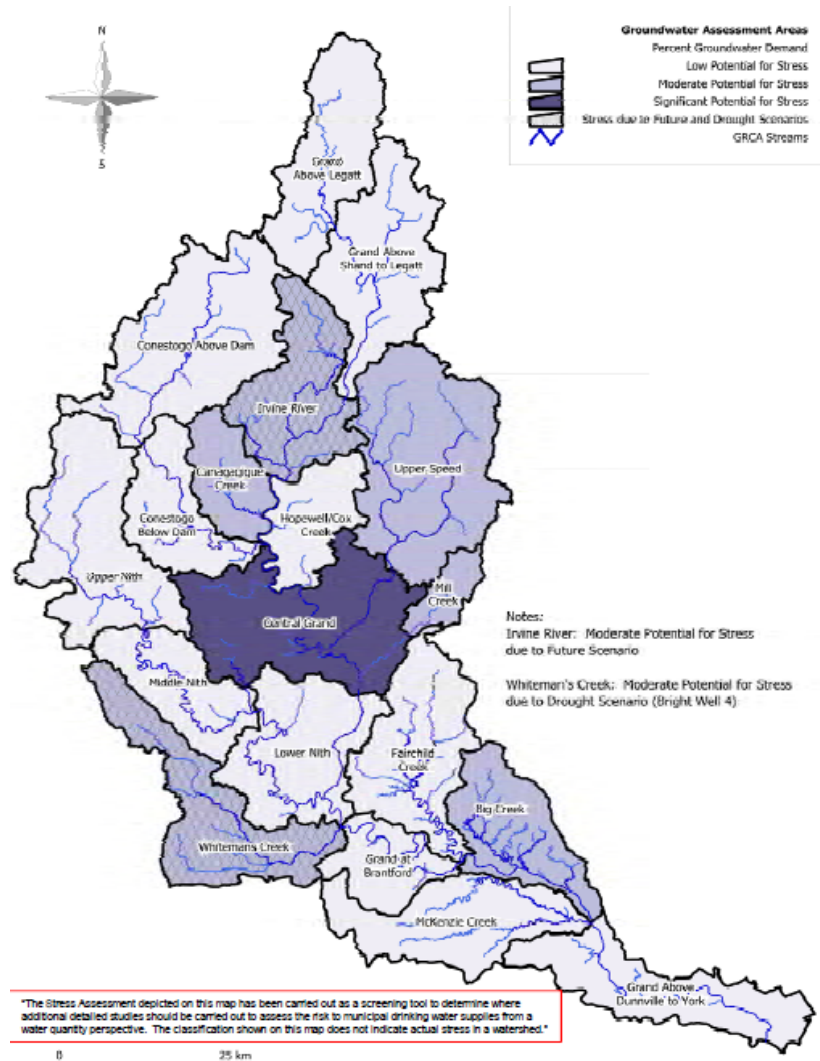 N
S
Groundwater Assessment Areas
Percent Groundwater Demand
Low Potential for Stress
Moderate Potential for Stress
Significant Potential for Stress
Stress due to Future and Drought Scenarios
GRCA Streams
Grand
Above Legatt
Grand Above
Shand to Legatt
Conestogo Above Dam
Irvine River
Canagagigue
Creek
Upper Speed
Conestogo
Below Dam
Hopewell/Cox
Creek
Upper Nith
Mill
Creek
Central Grand
Notes:
Irvine River: Moderate Potential for Stress
due to Future Scenario
Whiteman's Creek: Moderate Potential for Stress
due to Drought Scenario (Bright Well 4)
Middle Nith
Lower Nith
Fairchild
Creek
Big Creek
Whitemans Creek
Grand at
Brantford
McKenzie Creek
Grand Above
Dunnville to York
"The Stress Assessment depicted on this map has been carried out as a screening tool to determine where
additional detailed studies should be carried out to assess the risk to municipal drinking water supplies from a
water quantity perspective. The classification shown on this map does not indicate actual stress in a watershed."
0 25 km